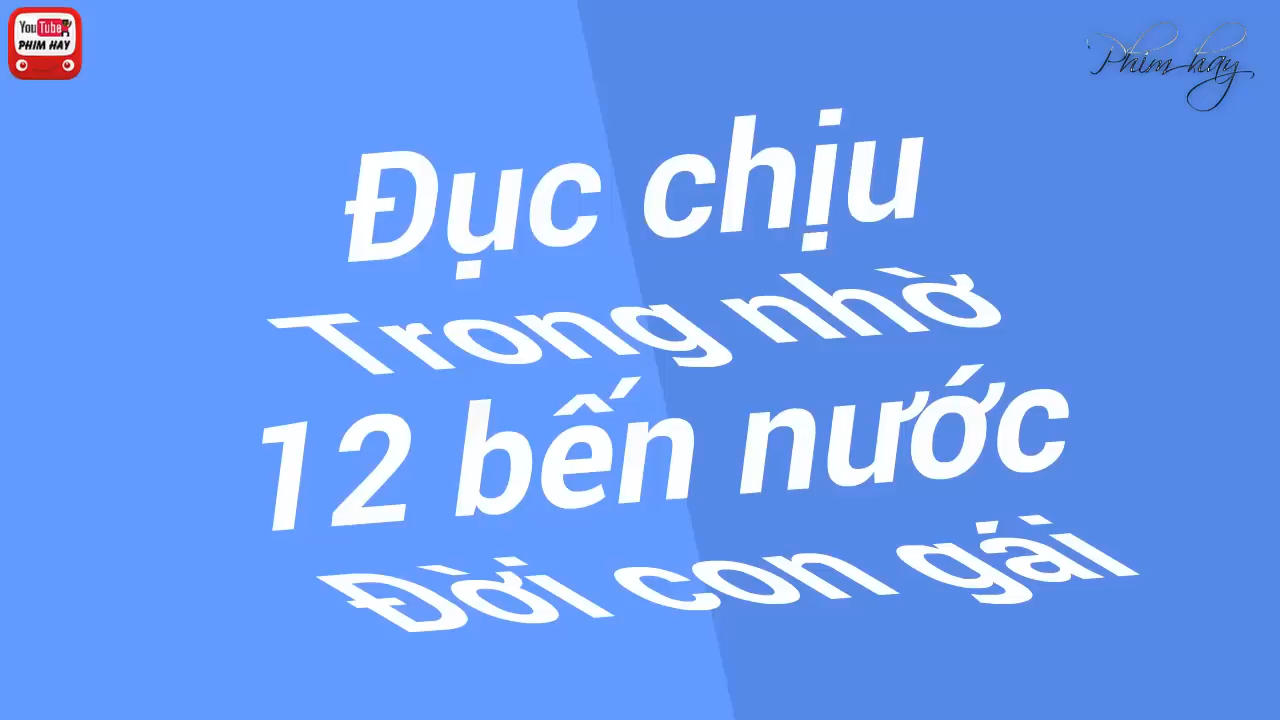 YouTube
PHIM HAY
Phim hay
Đục chịu
Trong nhờ
12 bến nước
Đời con gái